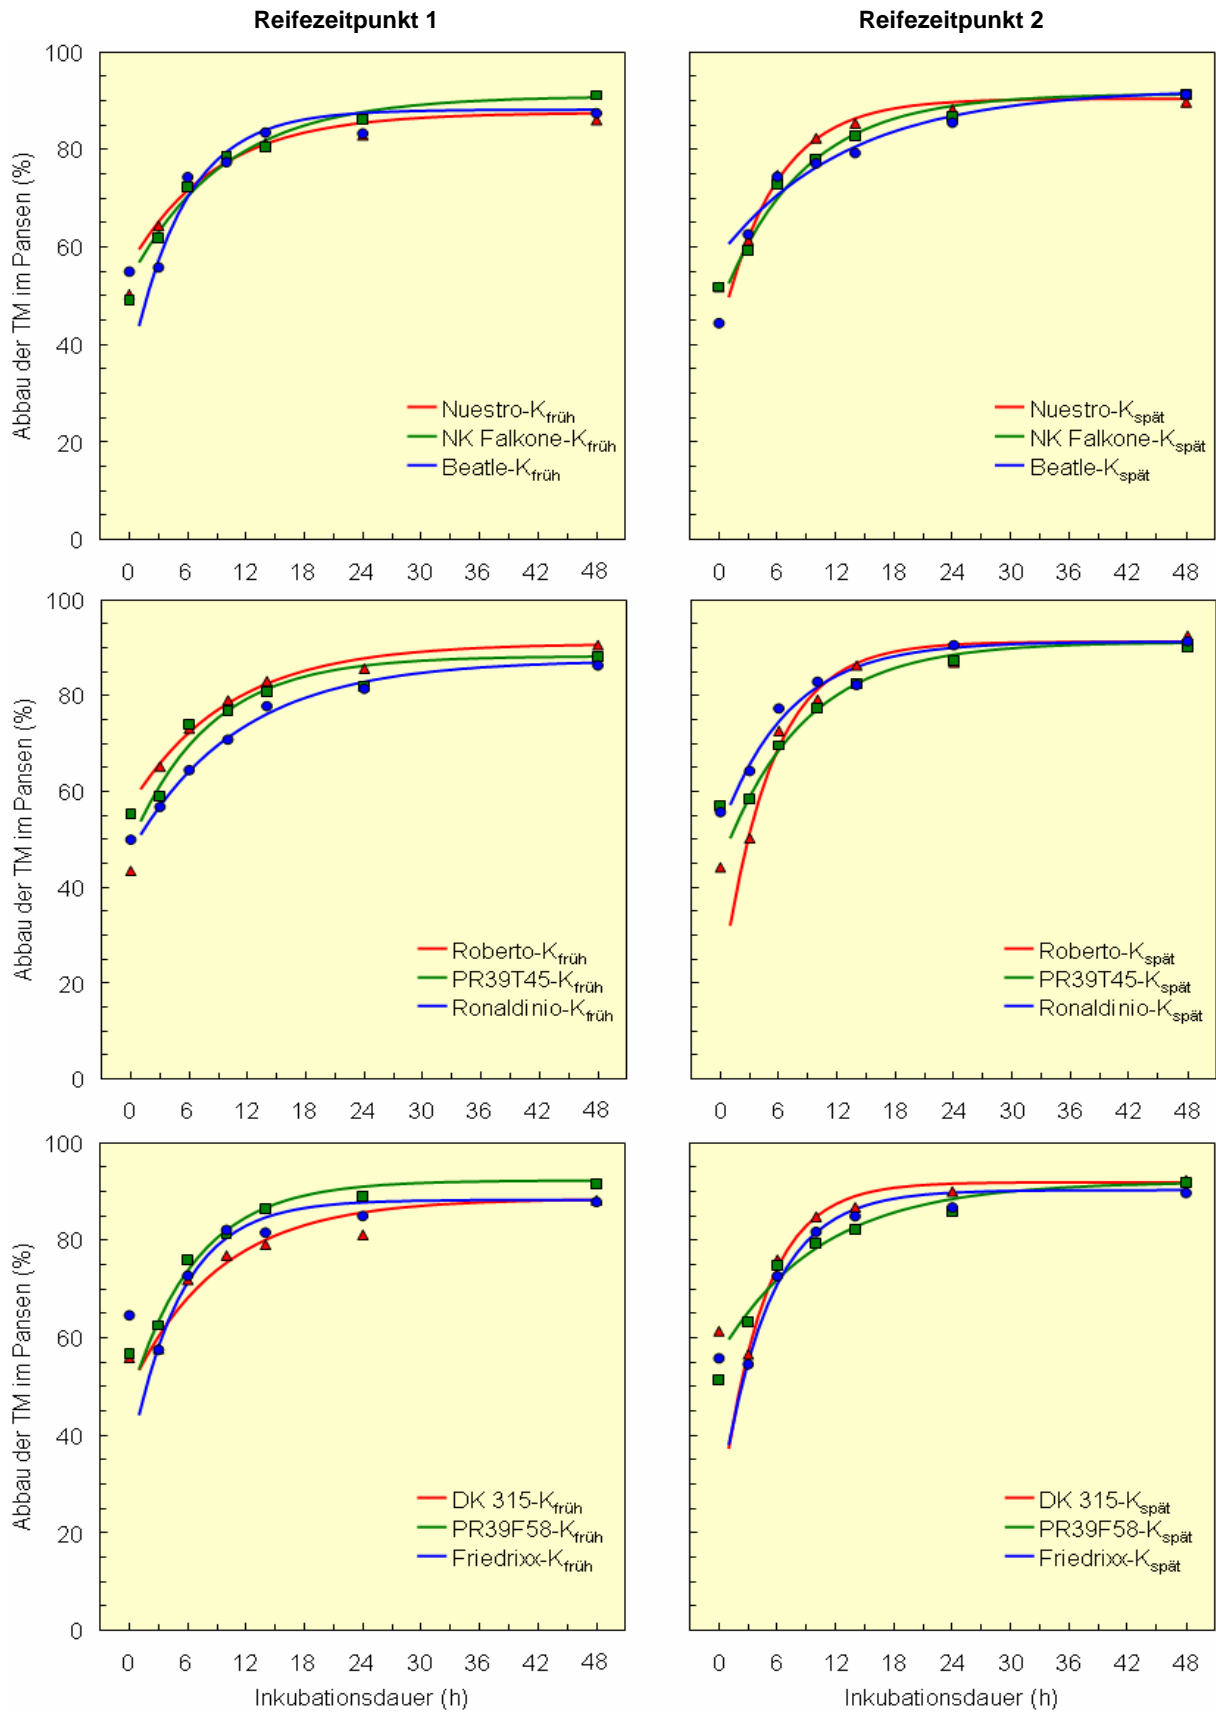 Reifezeitpunkt 1
Reifezeitpunkt 2
Abbau der TM im Pansen (%)
100
80
60
40
20
0
Nuestro-Kfrüh
NK Falkone-Kfrüh
Beatle-Kfrüh
Nuestro-Kspät
NK Falkone-Kspät
Beatle-Kspät
0 6 12 18 24 30 36 42 48
0 6 12 18 24 30 36 42 48
Abbau der TM im Pansen (%)
100
80
60
40
20
0
Roberto-Kfrüh
PR39T45-Kfrüh
Ronaldinio-Kfrüh
Roberto-Kspät
PR39T45-Kspät
Ronaldinio-Kspät
0 6 12 18 24 30 36 42 48
0 6 12 18 24 30 36 42 48
Abbau der TM im Pansen (%)
100
80
60
40
20
0
DK 315-Kfrüh
PR39F58-Kfrüh
Friedrixx-Kfrüh
DK 315-Kspät
PR39F58-Kspät
Friedrixx-Kspät
0 6 12 18 24 30 36 42 48
0 6 12 18 24 30 36 42 48
Inkubationsdauer (h)
Inkubationsdauer (h)